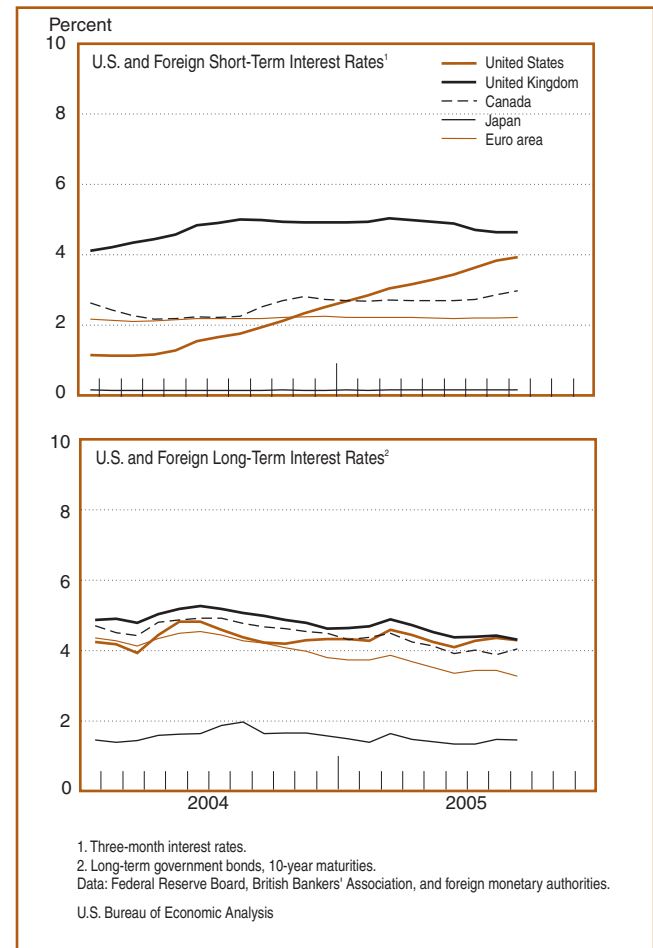 Percent
10
U.S. and Foreign Short-Term Interest Rates1
United States
United Kingdom
Canada
Japan
Euro area
8
6
4
2
0
10
U.S. and Foreign Long-Term Interest Rates2
8
6
4
2
0
2004 2005
1. Three-month interest rates.
2. Long-term government bonds, 10-year maturities.
Data: Federal Reserve Board, British Bankers' Association, and foreign monetary authorities.
U.S. Bureau of Economic Analysis